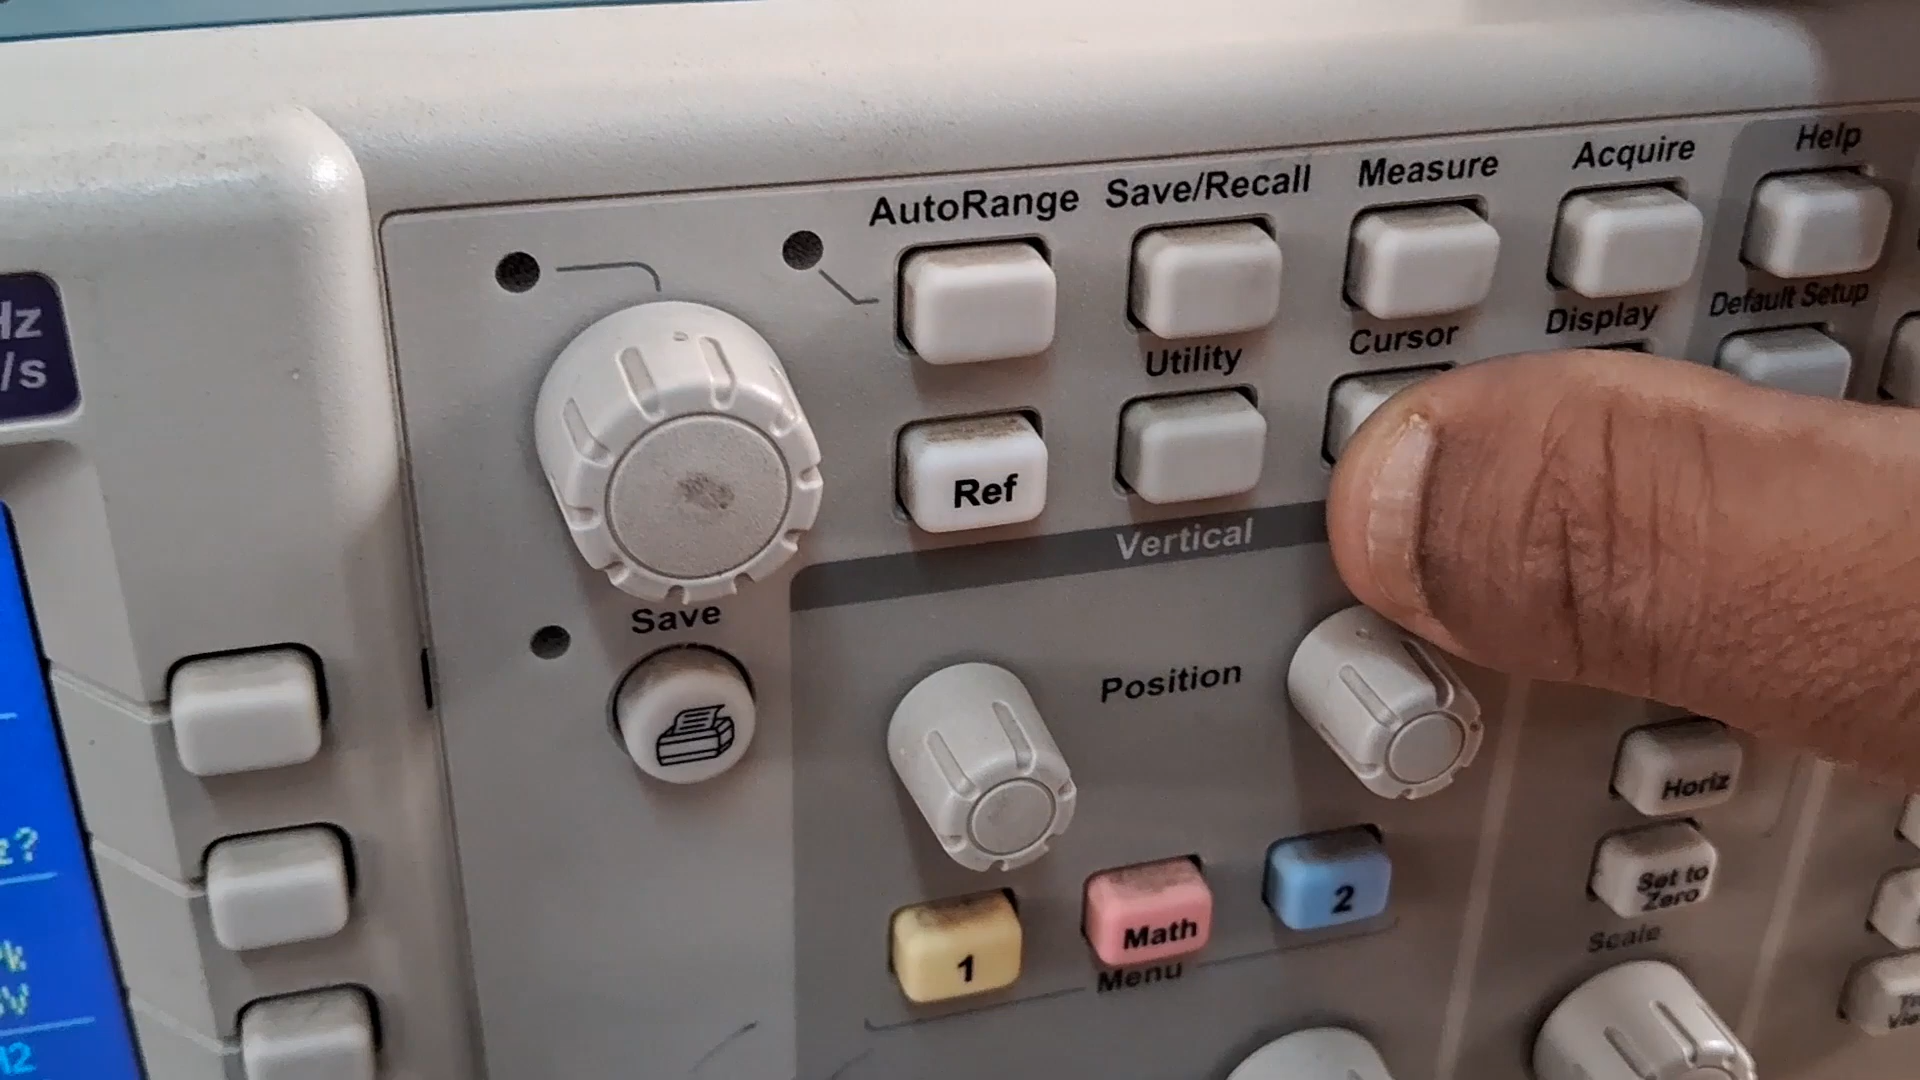 AutoRange
Save/Recall
Measure
Acquire
Help
Hz
/s
Utility
Cursor
Display
Default Setup
Ref
Vertical
Save
Position
Horiz
1
Math
2
Set to
Zero
Menu
Scale